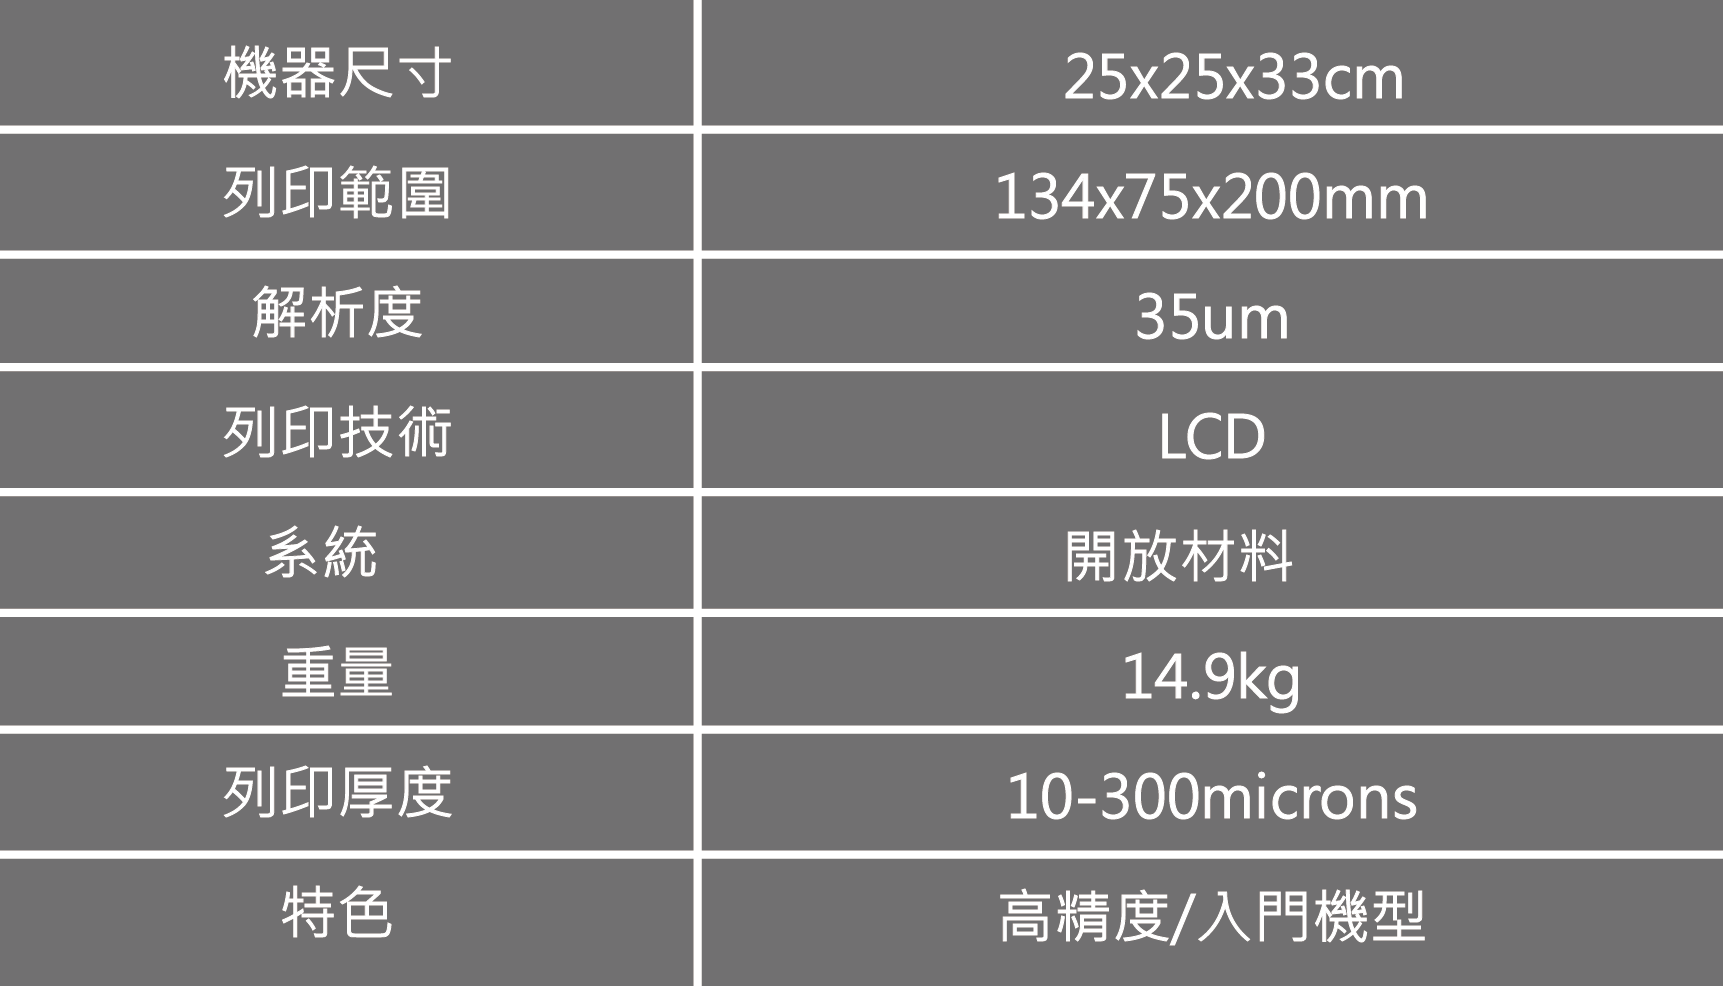 機器尺寸 25x25x33cm
列印範圍 134x75x200mm
解析度 35um
列印技術 LCD
系統 開放材料
重量 14.9kg
列印厚度 10-300microns
特色 高精度/入門機型